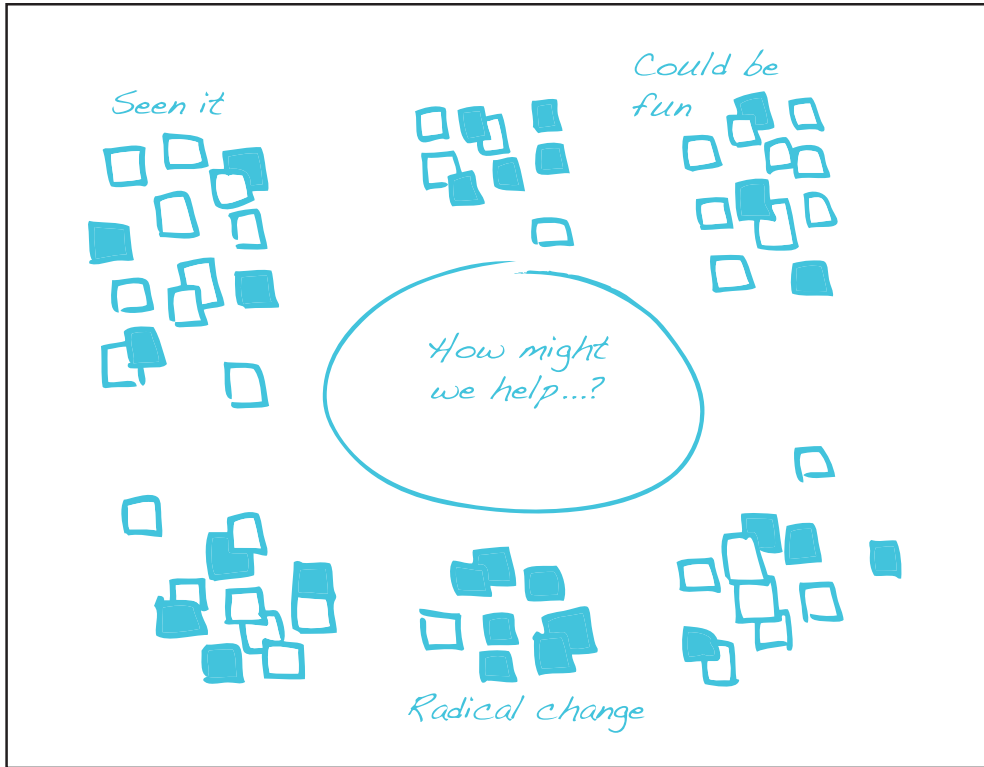 Seen it
Could be
fun
How might
we help...?
Radical change